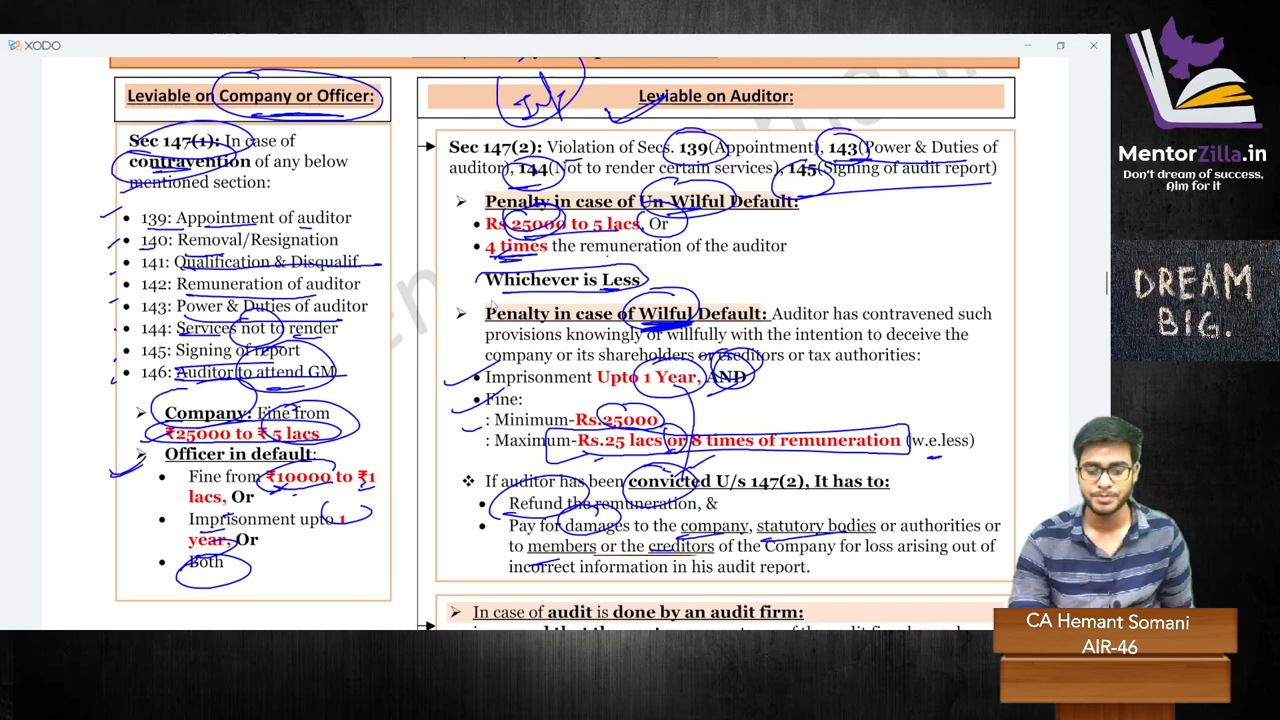 XODO
Leviable on Company or Officer:
Sec 147(1): In case of
contravention of any below
mentioned section:
139: Appointment of auditor
140: Removal/Resignation
141: Qualification & Disqualif.
142: Remuneration of auditor
143: Power & Duties of auditor
144: Services not to render
145: Signing of report
146: Auditor to attend GM
Company: Fine from
₹25000 to ₹ 5 lacs
Officer in default:
Fine from ₹10000 to ₹1
lacs, Or
Imprisonment upto 1
year, Or
Both
Leviable on Auditor:
Sec 147(2): Violation of Secs. 139(Appointment), 143(Power & Duties of
auditor), 144(Not to render certain services), 145(Signing of audit report)
Penalty in case of Un-Wilful Default:
Rs 25000 to 5 lacs, Or
4 times the remuneration of the auditor
Whichever is Less
Penalty in case of Wilful Default: Auditor has contravened such
provisions knowingly or willfully with the intention to deceive the
company or its shareholders or creditors or tax authorities:
Imprisonment Upto 1 Year, AND
Fine:
: Minimum-Rs.25000
: Maximum-Rs.25 lacs or 8 times of remuneration (w.e.less)
If auditor has been convicted U/s 147(2), It has to:
Refund the remuneration, &
Pay for damages to the company, statutory bodies or authorities or
to members or the creditors of the Company for loss arising out of
incorrect information in his audit report.
In case of audit is done by an audit firm:
MentorZilla.in
Don't dream of success,
Aim for it
DREAM
BIG.
CA Hemant Somani
AIR-46